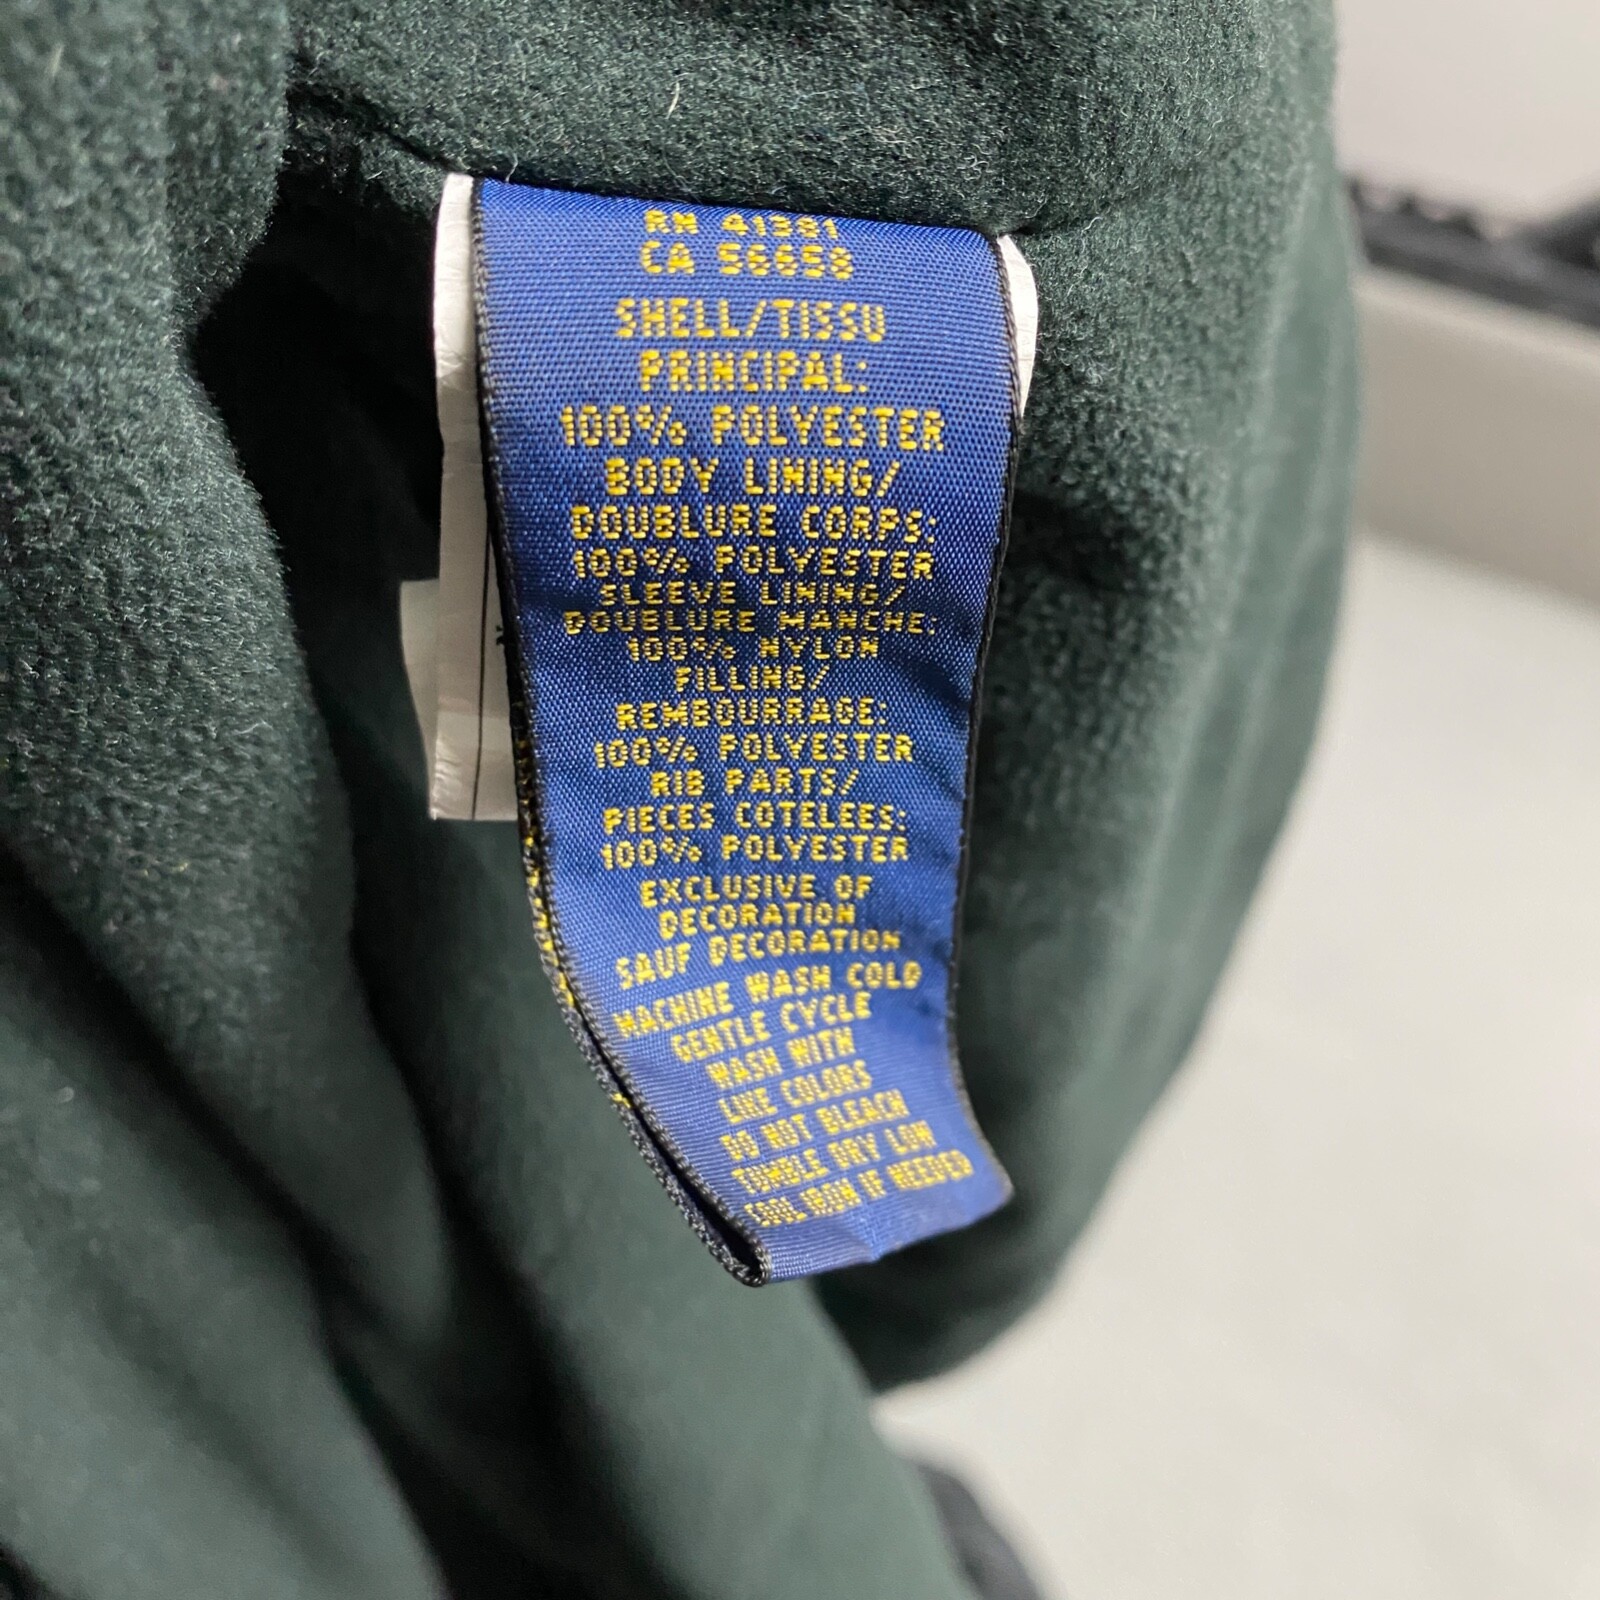 RN 41381
CA 56658
SHELL/TISSU
PRINCIPAL:
100% POLYESTER
BODY LINING/
DOUBLURE CORPS:
100% POLYESTER
SLEEVE LINING/
DOUBLURE MANCHE:
100% NYLON
FILLING/
REMBOURRAGE:
100% POLYESTER
RIB PARTS/
PIECES COTELEES:
100% POLYESTER
EXCLUSIVE OF
DECORATION
SAUF DECORATION
MACHINE WASH COLD
GENTLE CYCLE
WASH WITH
LIKE COLORS
DO NOT BLEACH
TUMBLE DRY LOW
COOL IRON IF NEEDED